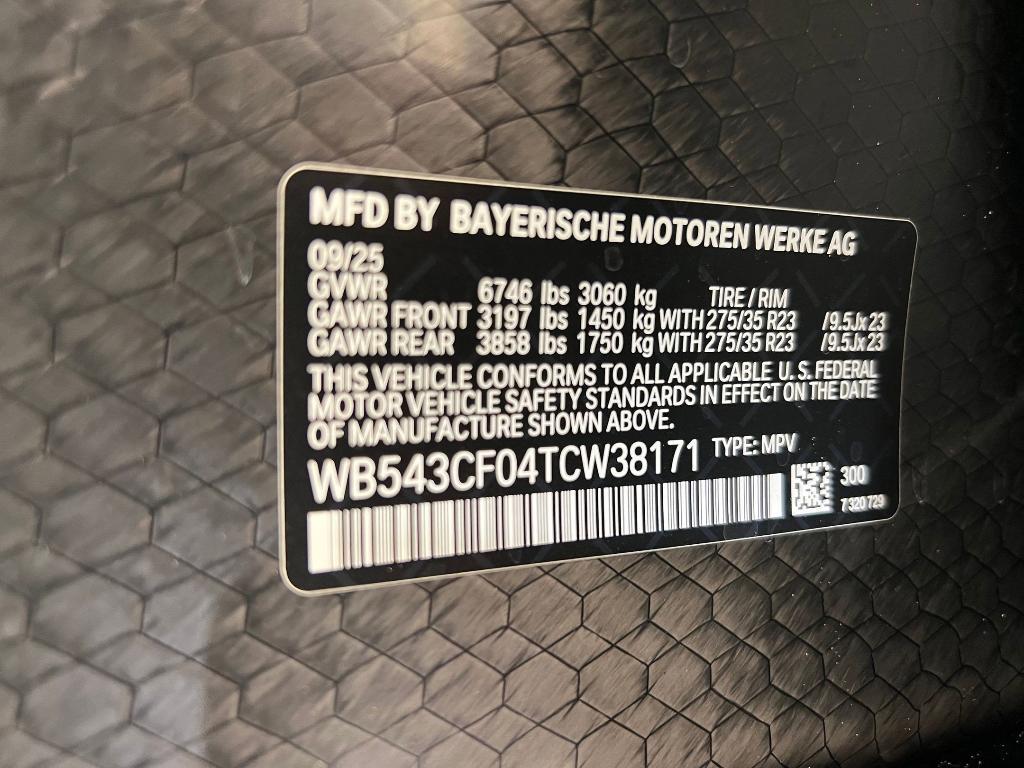 MFD BY BAYERISCHE MOTOREN WERKE AG
09/25
GVWR 6746 lbs 3060 kg TIRE / RIM
GAWR FRONT 3197 lbs 1450 kg WITH 275/35 R23 /9.5Jx23
GAWR REAR 3858 lbs 1750 kg WITH 275/35 R23 /9.5Jx23
THIS VEHICLE CONFORMS TO ALL APPLICABLE U. S. FEDERAL
MOTOR VEHICLE SAFETY STANDARDS IN EFFECT ON THE DATE
OF MANUFACTURE SHOWN ABOVE.
WB543CF04TCW38171 TYPE: MPV
300
7 320 729